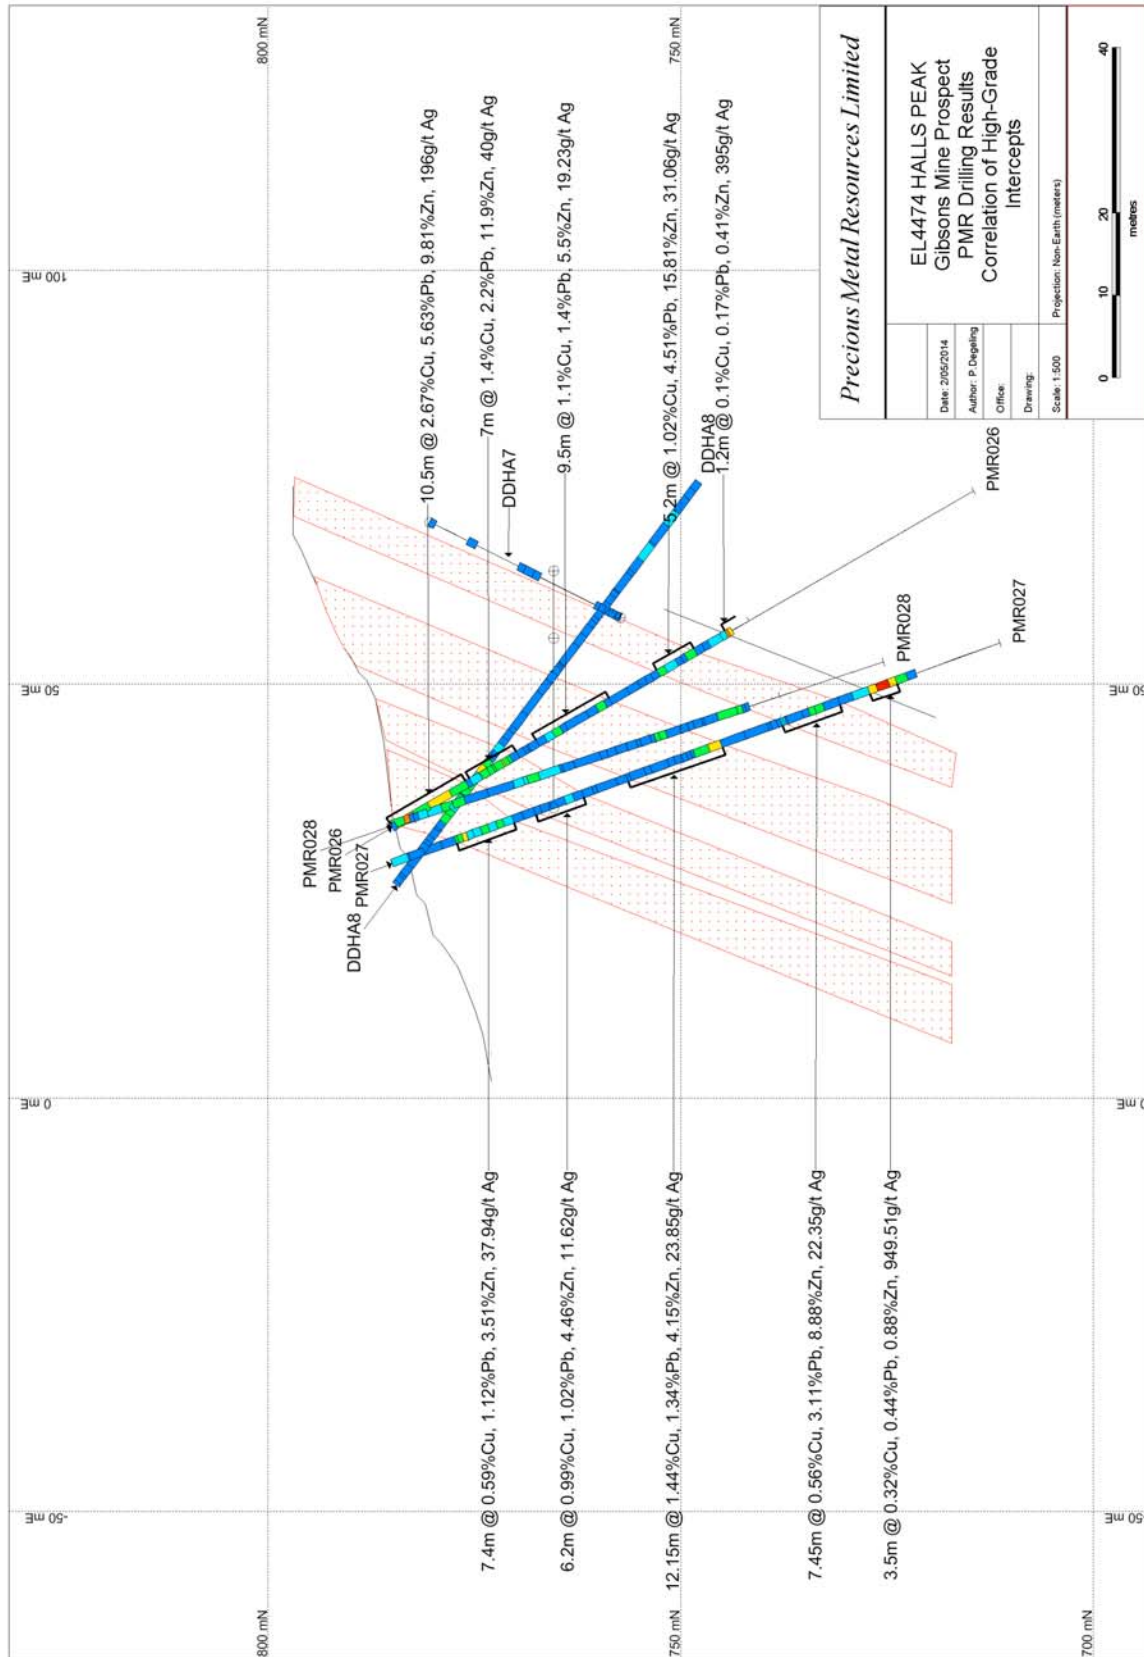 800 mN
750 mN
100 mE
10.5m @ 2.67%Cu, 5.63%Pb, 9.81%Zn, 196g/t Ag
7m @ 1.4%Cu, 2.2%Pb, 11.9%Zn, 40g/t Ag
DDHA7
9.5m @ 1.1%Cu, 1.4%Pb, 5.5%Zn, 19.23g/t Ag
5.2m @ 1.02%Cu, 4.51%Pb, 15.81%Zn, 31.06g/t Ag
DDHA8
1.2m @ 0.1%Cu, 0.17%Pb, 0.41%Zn, 395g/t Ag
PMR026
50 mE
50
PMR028
PMR027
PMR028
PMR026
PMR027
DDHA8
0 mE
0
7.4m @ 0.59%Cu, 1.12%Pb, 3.51%Zn, 37.94g/t Ag
6.2m @ 0.99%Cu, 1.02%Pb, 4.46%Zn, 11.62g/t Ag
12.15m @ 1.44%Cu, 1.34%Pb, 4.15%Zn, 23.85g/t Ag
7.45m @ 0.56%Cu, 3.11%Pb, 8.88%Zn, 22.35g/t Ag
3.5m @ 0.32%Cu, 0.44%Pb, 0.88%Zn, 949.51g/t Ag
-50 mE
-50 mE
800 mN
750 mN
700 mN
Precious Metal Resources Limited
EL4474 HALLS PEAK
Gibsons Mine Prospect
PMR Drilling Results
Correlation of High-Grade
Intercepts
Date: 2/05/2014
Author: P.Degeling
Office:
Drawing:
Scale: 1:500
Projection: Non-Earth (meters)
0
10
20
40
metres